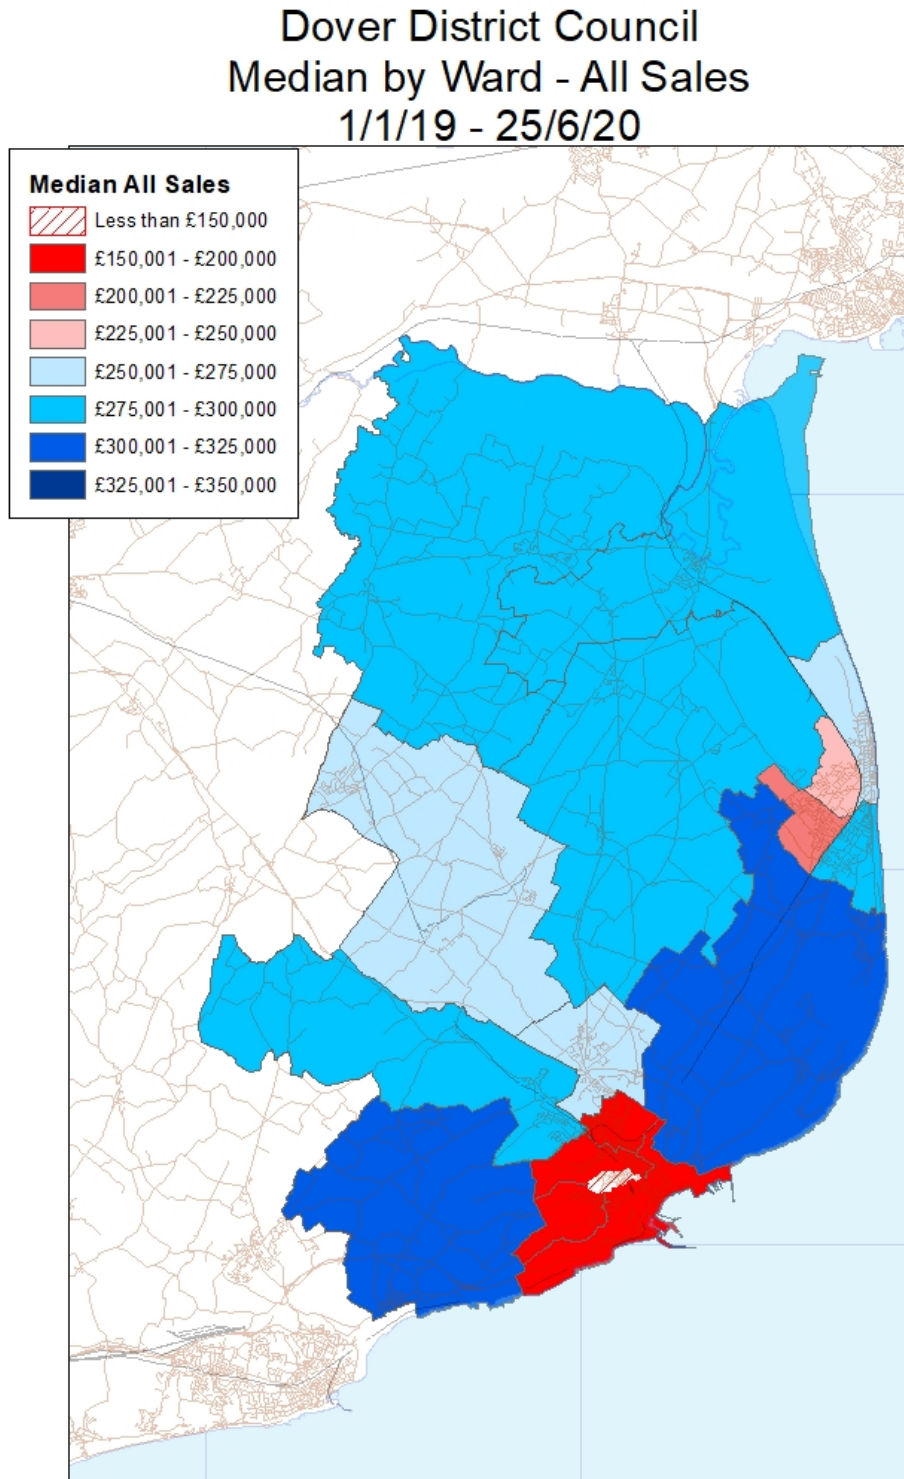 Dover District Council
Median by Ward - All Sales
1/1/19 - 25/6/20
Median All Sales
Less than £150,000
£150,001 - £200,000
£200,001 - £225,000
£225,001 - £250,000
£250,001 - £275,000
£275,001 - £300,000
£300,001 - £325,000
£325,001 - £350,000